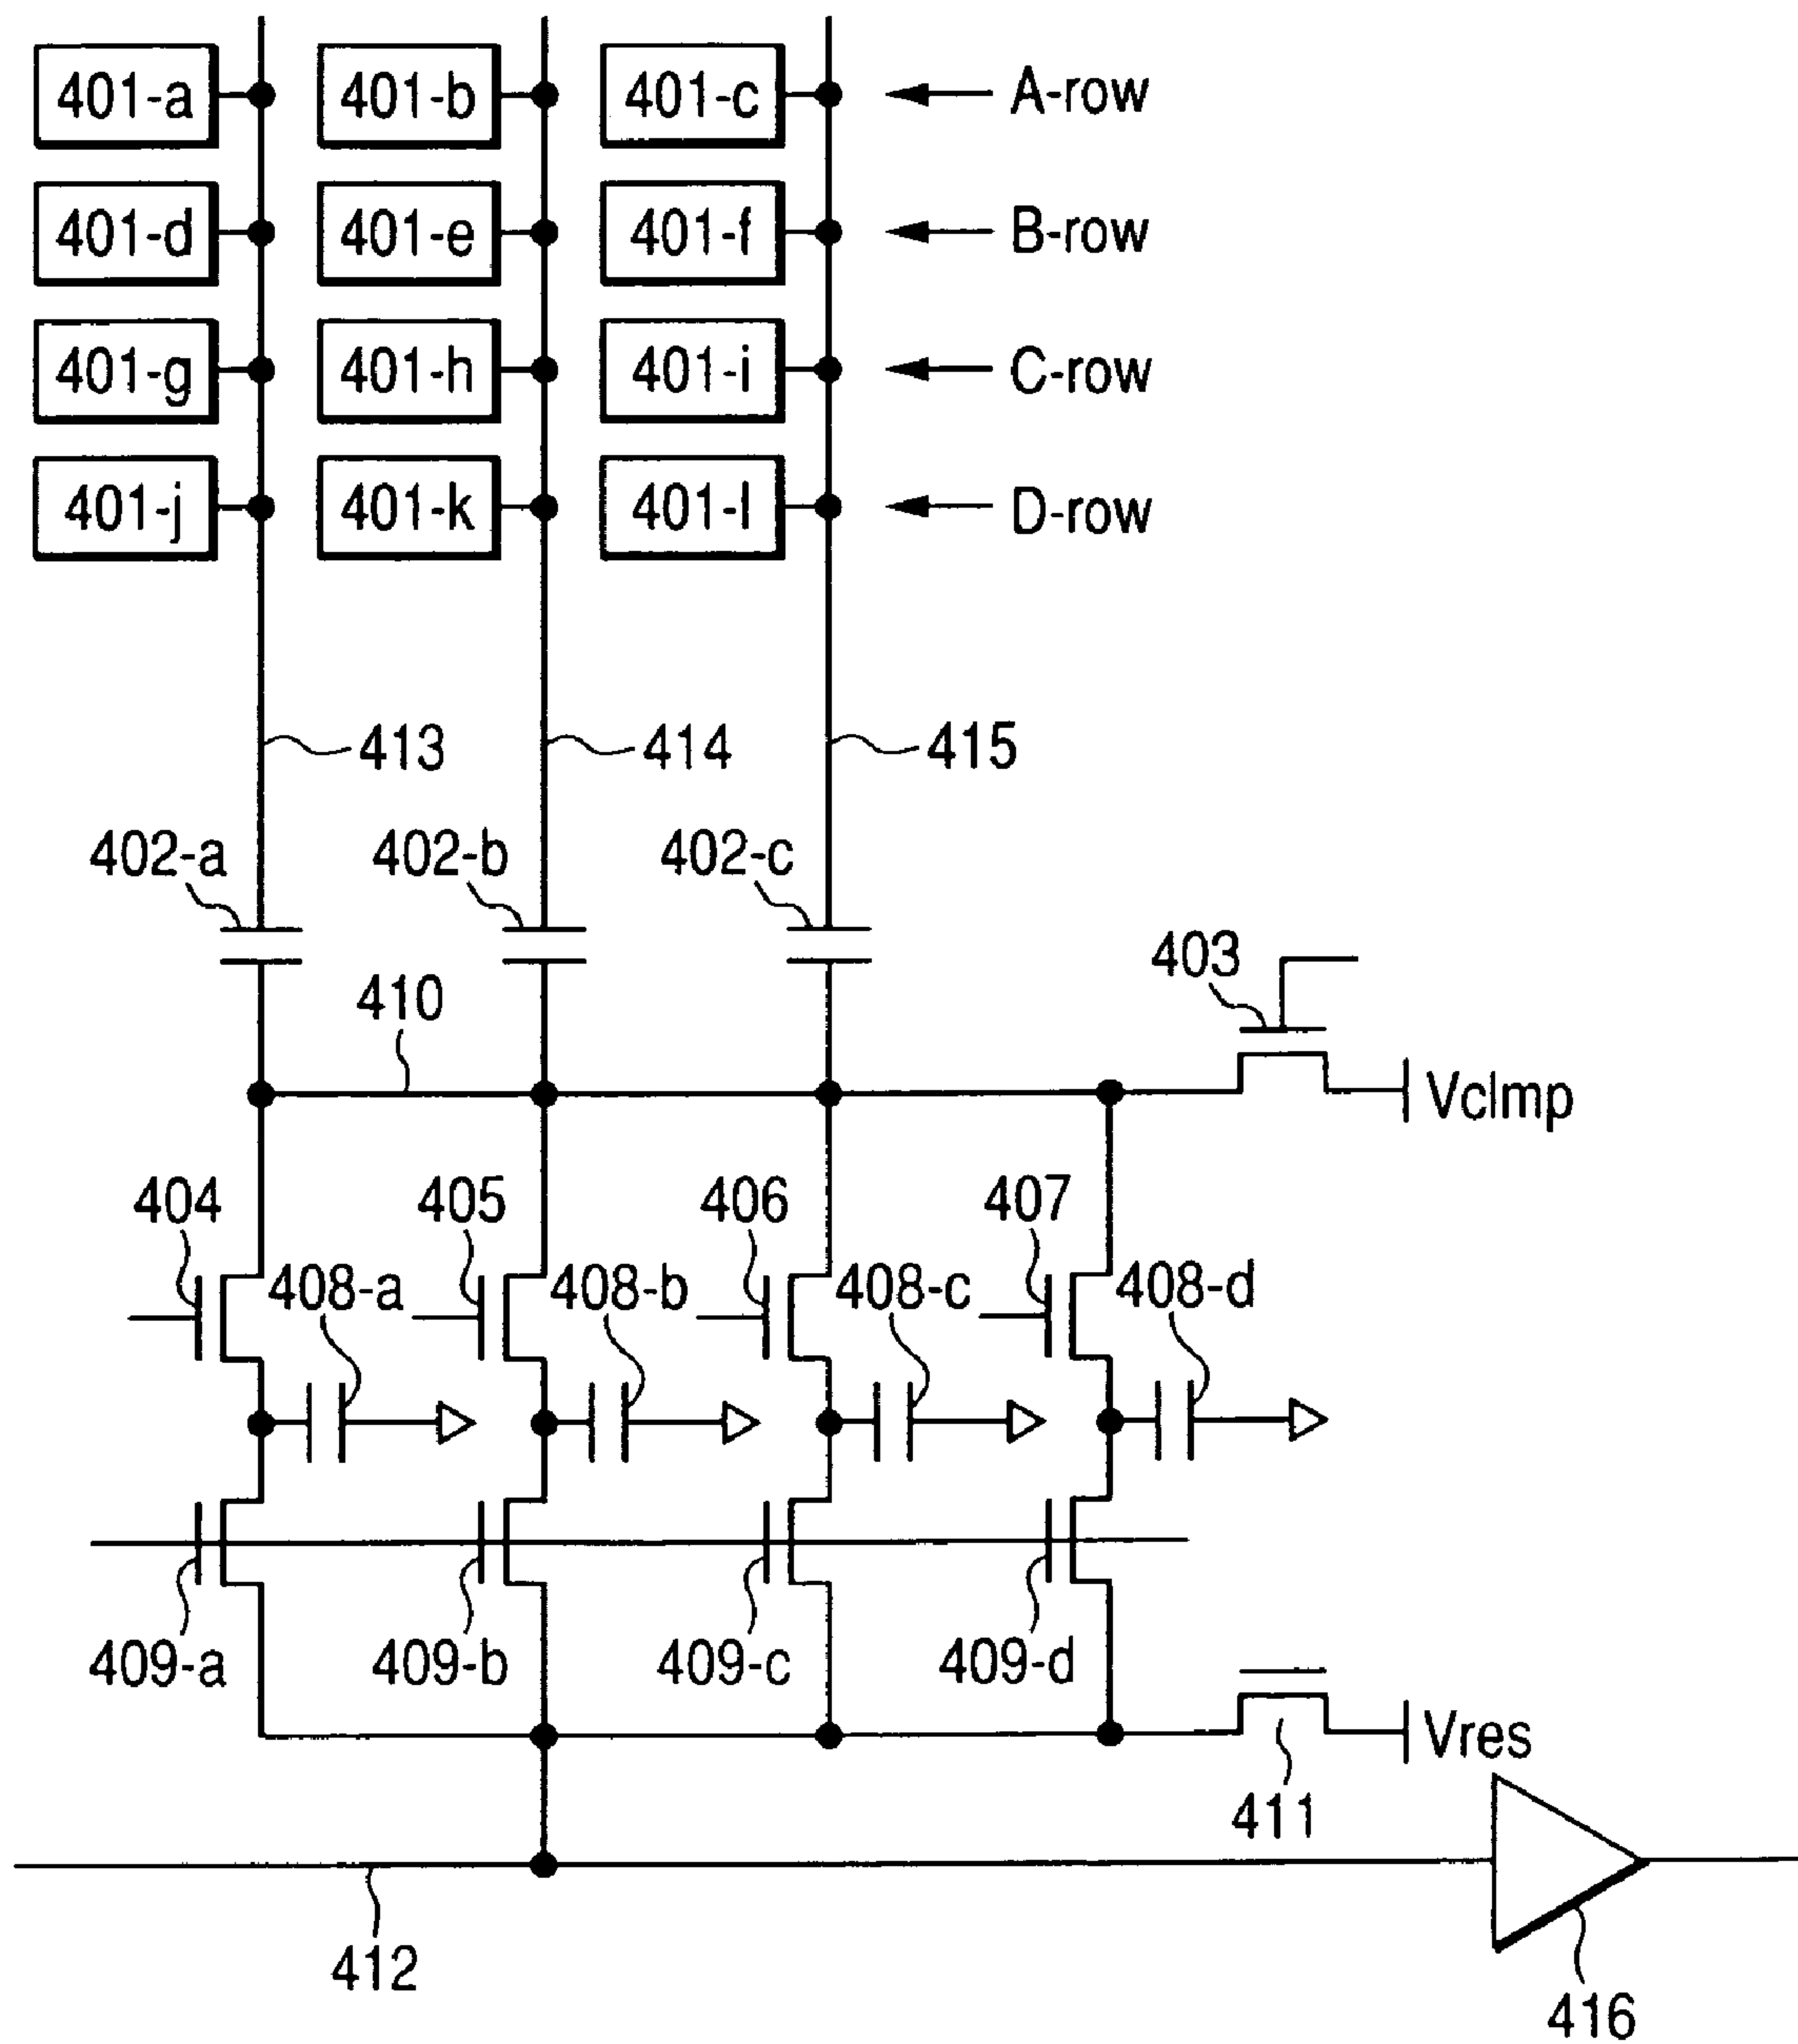 401-a 401-b 401-c A-row
401-d 401-e 401-f B-row
401-g 401-h 401-i C-row
401-j 401-k 401-l D-row
413 414 415
402-a 402-b 402-c
403
410
Vclmp
404 405 406 407
408-a 408-b 408-c 408-d
409-a 409-b 409-c 409-d
Vres
411
412
416